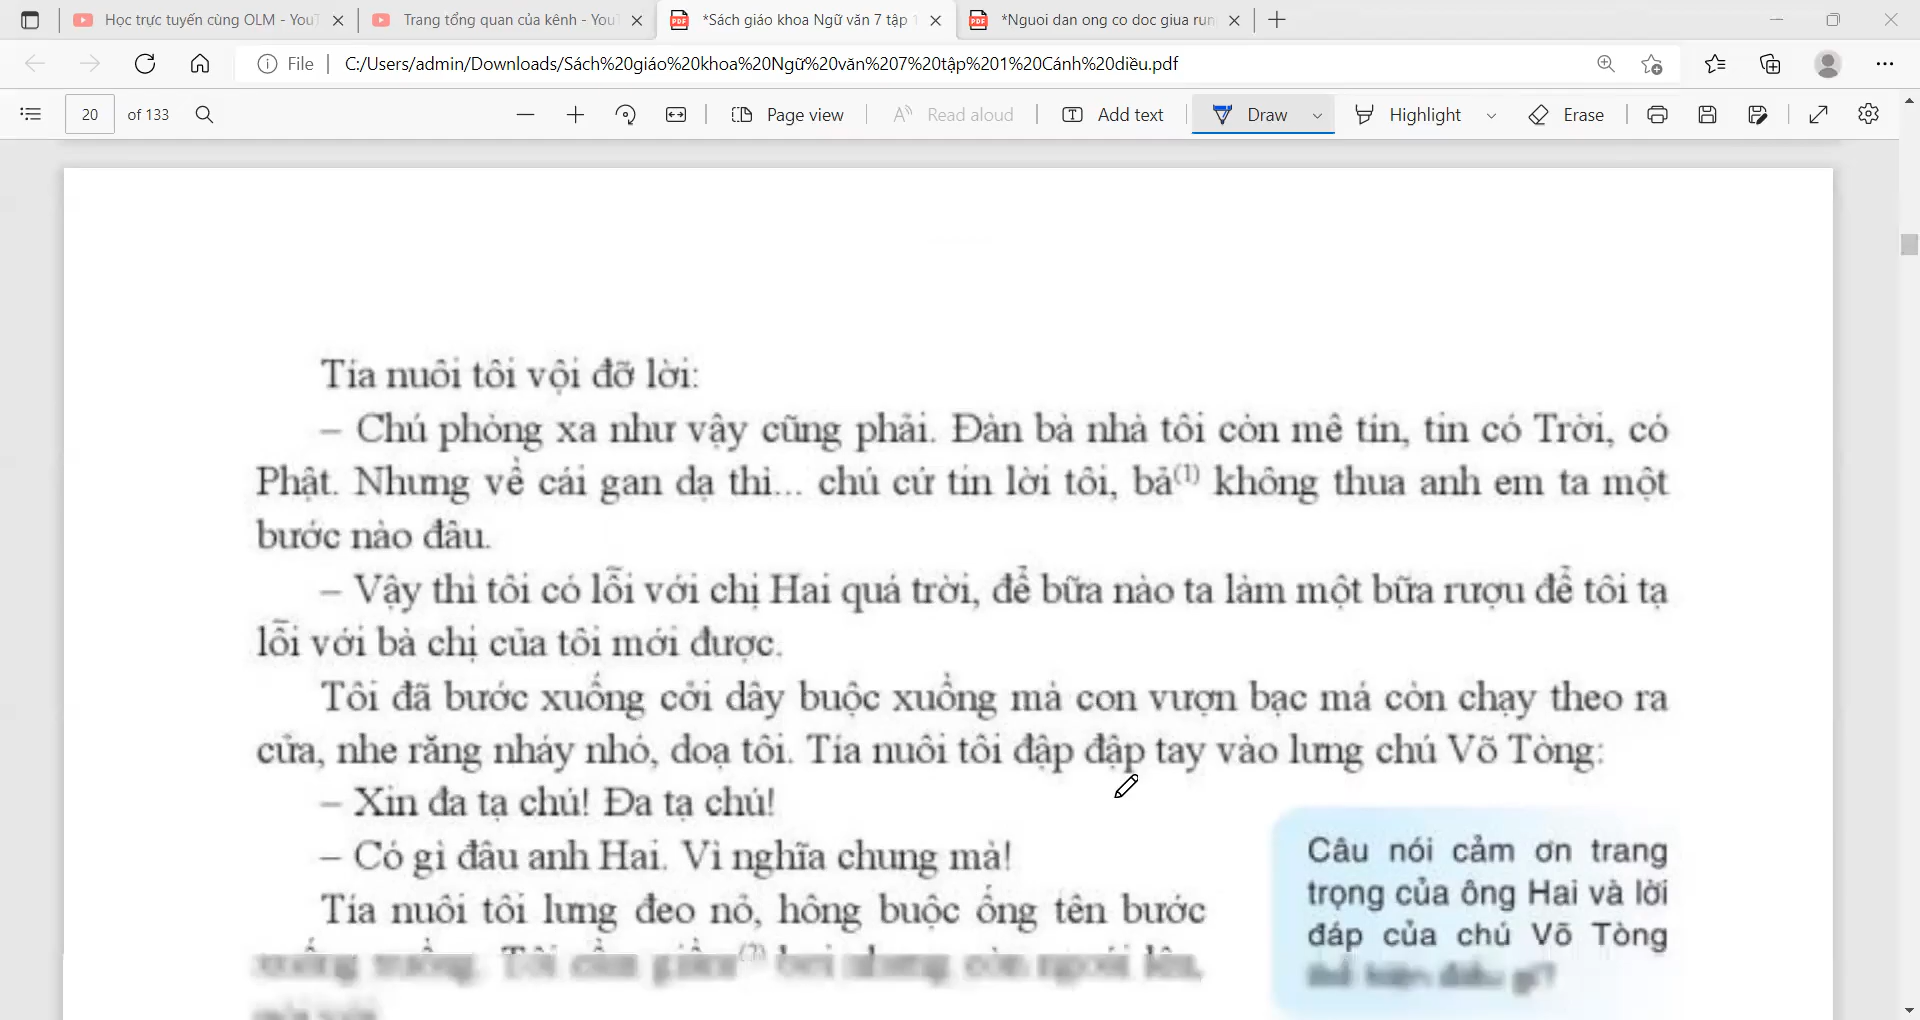 Học trực tuyến cùng OLM - You
Trang tổng quan của kênh - You
*Sách giáo khoa Ngữ văn 7 tập 1
*Nguoi dan ong co doc giua run
File
C:/Users/admin/Downloads/Sách%20giáo%20khoa%20Ngữ%20văn%207%20tập%201%20Cánh%20diều.pdf
20 of 133
Page view
Read aloud
Add text
Draw
Highlight
Erase
Tía nuôi tôi vội đỡ lời:
– Chú phòng xa như vậy cũng phải. Đàn bà nhà tôi còn mê tín, tin có Trời, có
Phật. Nhưng về cái gan dạ thì... chú cứ tin lời tôi, bả(1) không thua anh em ta một
bước nào đâu.
– Vậy thì tôi có lỗi với chị Hai quá trời, để bữa nào ta làm một bữa rượu để tôi tạ
lỗi với bà chị của tôi mới được.
Tôi đã bước xuống cởi dây buộc xuồng mà con vượn bạc má còn chạy theo ra
cửa, nhe răng nháy nhó, doạ tôi. Tía nuôi tôi đập đập tay vào lưng chú Võ Tòng:
– Xin đa tạ chú! Đa tạ chú!
– Có gì đâu anh Hai. Vì nghĩa chung mà!
Tía nuôi tôi lưng đeo nỏ, hông buộc ống tên bước
Câu nói cảm ơn trang
trọng của ông Hai và lời
đáp của chú Võ Tòng